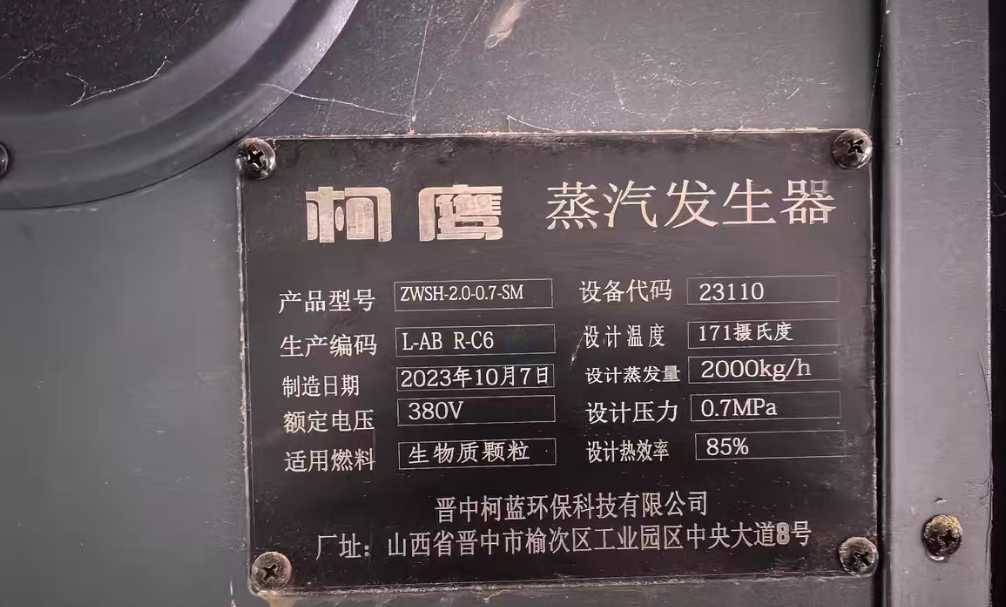 柯鹰 蒸汽发生器
产品型号 ZWSH-2.0-0.7-SM 设备代码 23110
生产编码 L-AB R-C6 设计温度 171摄氏度
制造日期 2023年10月7日 设计蒸发量 2000kg/h
额定电压 380V 设计压力 0.7MPa
适用燃料 生物质颗粒 设计热效率 85%
晋中柯蓝环保科技有限公司
厂址：山西省晋中市榆次区工业园区中央大道8号